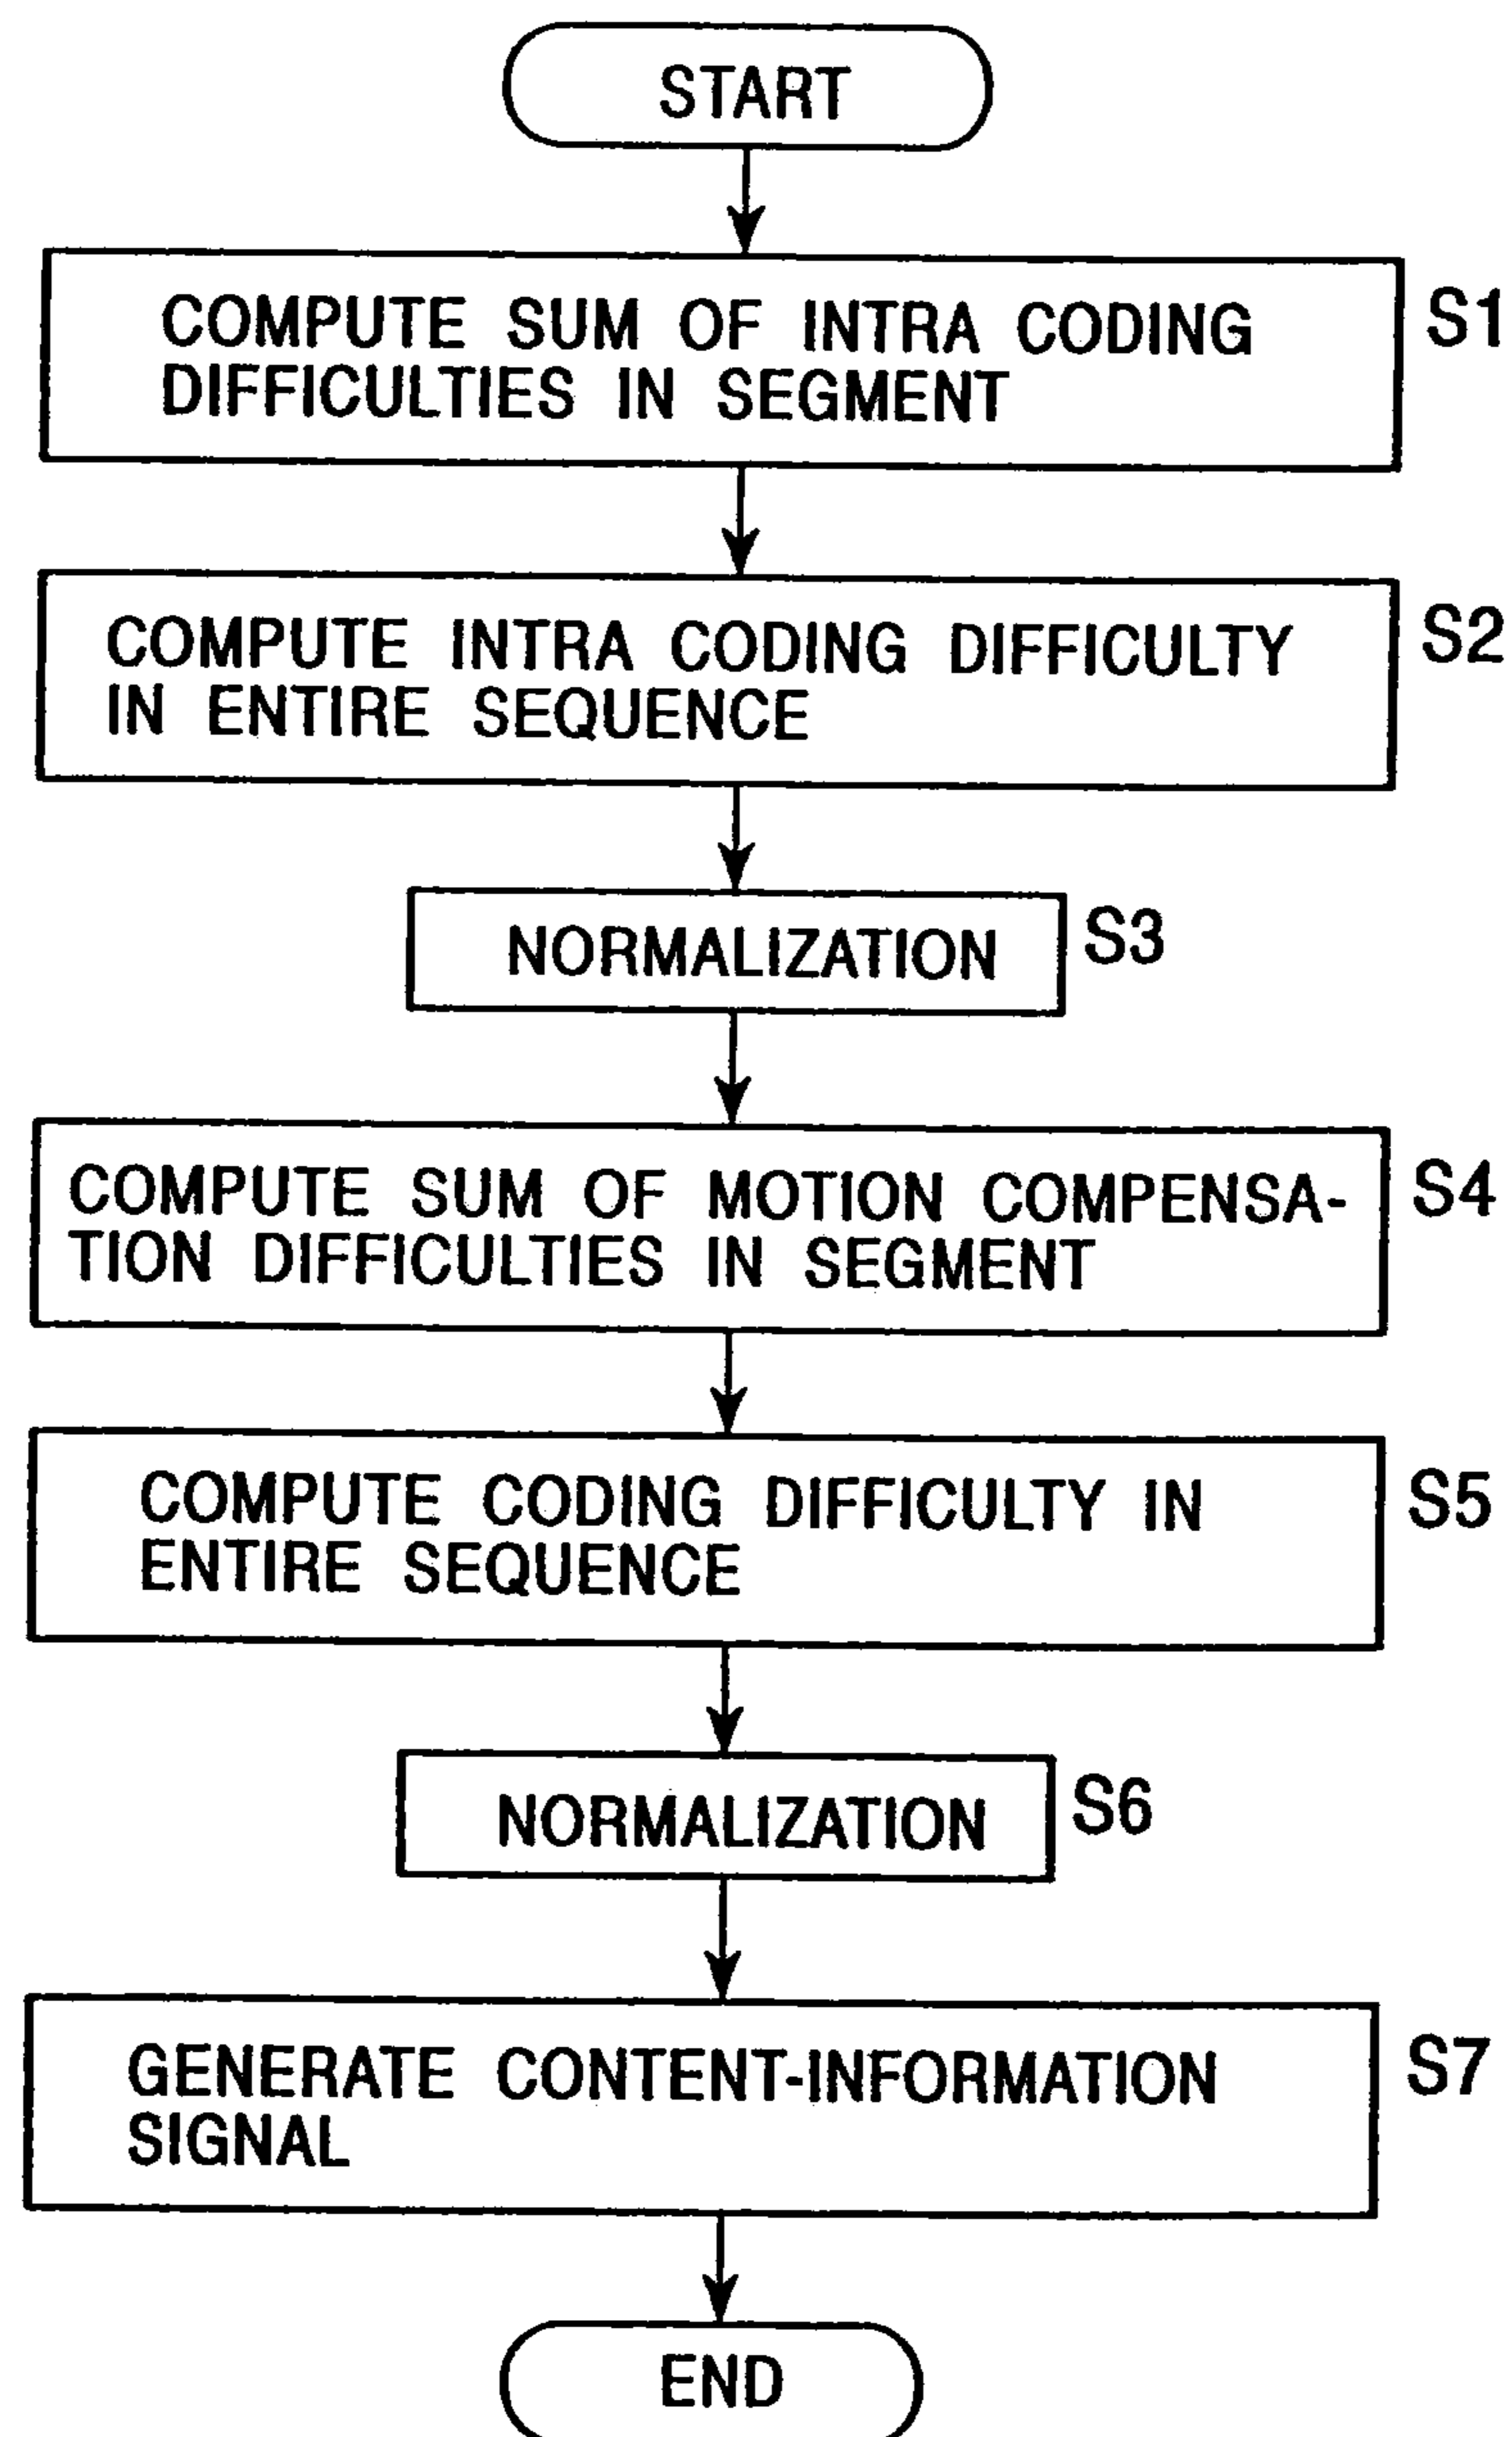 START
COMPUTE SUM OF INTRA CODING
DIFFICULTIES IN SEGMENT
S1
COMPUTE INTRA CODING DIFFICULTY
IN ENTIRE SEQUENCE
S2
NORMALIZATION
S3
COMPUTE SUM OF MOTION COMPENSA-
TION DIFFICULTIES IN SEGMENT
S4
COMPUTE CODING DIFFICULTY IN
ENTIRE SEQUENCE
S5
NORMALIZATION
S6
GENERATE CONTENT-INFORMATION
SIGNAL
S7
END